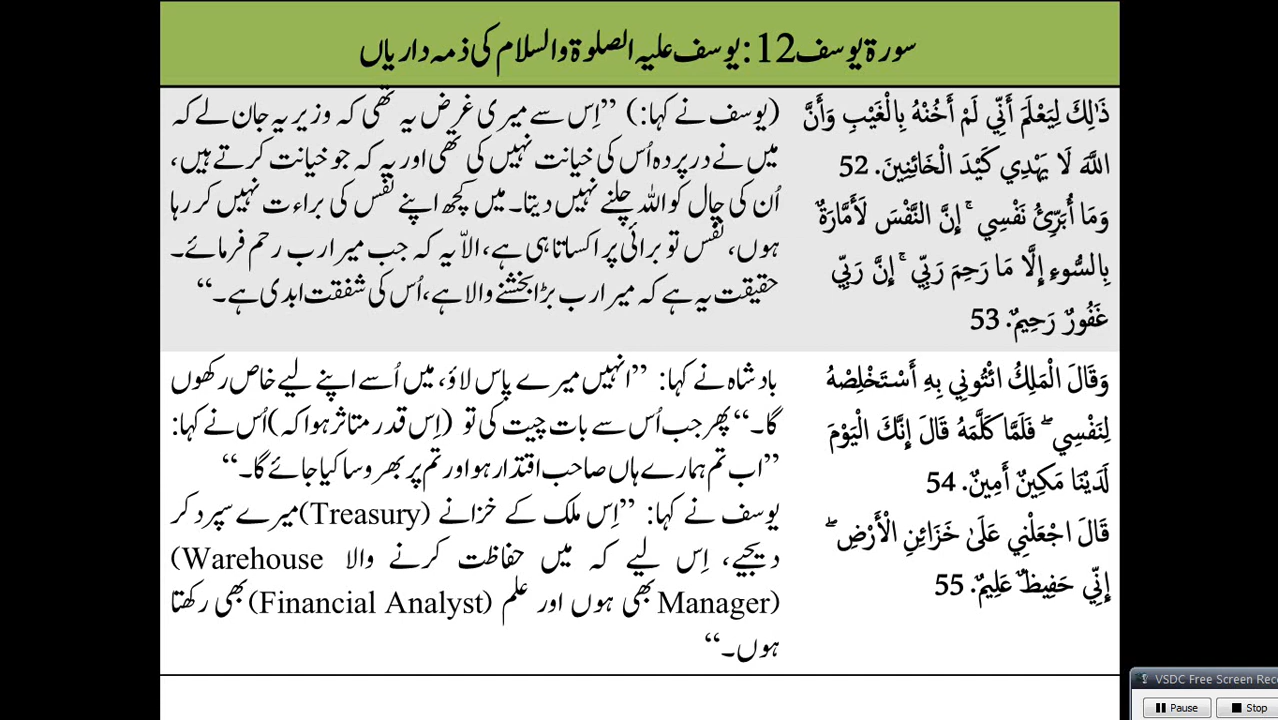 سورۃ یوسف 12: یوسف علیہ الصلوۃ والسلام کی ذمہ داریاں
ذَٰلِكَ لِيَعْلَمَ أَنِّي لَمْ أَخُنْهُ بِالْغَيْبِ وَأَنَّ
اللَّهَ لَا يَهْدِي كَيْدَ الْخَائِنِينَ. 52
وَمَا أُبَرِّئُ نَفْسِي ۚ إِنَّ النَّفْسَ لَأَمَّارَةٌ
بِالسُّوءِ إِلَّا مَا رَحِمَ رَبِّي ۚ إِنَّ رَبِّي
غَفُورٌ رَحِيمٌ. 53
(یوسف نے کہا:) ”اِس سے میری غرض یہ تھی کہ وزیر یہ جان لے کہ
میں نے درپردہ اُس کی خیانت نہیں کی تھی اور یہ کہ جو خیانت کرتے ہیں،
اُن کی چال کو اللہ چلنے نہیں دیتا۔ میں کچھ اپنے نفس کی براءت نہیں کر رہا
ہوں، نفس تو برائی پر اکساتا ہی ہے، الاّ یہ کہ جب میرا رب رحم فرمائے۔
حقیقت یہ ہے کہ میرا رب بڑا بخشنے والا ہے، اُس کی شفقت ابدی ہے۔“
وَقَالَ الْمَلِكُ ائْتُونِي بِهِ أَسْتَخْلِصْهُ
لِنَفْسِي ۖ فَلَمَّا كَلَّمَهُ قَالَ إِنَّكَ الْيَوْمَ
لَدَيْنَا مَكِينٌ أَمِينٌ. 54
قَالَ اجْعَلْنِي عَلَىٰ خَزَائِنِ الْأَرْضِ ۖ
إِنِّي حَفِيظٌ عَلِيمٌ. 55
بادشاہ نے کہا: ”انہیں میرے پاس لاؤ، میں اُسے اپنے لیے خاص رکھوں
گا۔“ پھر جب اُس سے بات چیت کی تو (اِس قدر متاثر ہوا کہ) اُس نے کہا:
”اب تم ہمارے ہاں صاحب اقتدار ہو اور تم پر بھروسا کیا جائے گا۔“
یوسف نے کہا: ”اِس ملک کے خزانے (Treasury) میرے سپرد کر
دیجیے، اِس لیے کہ میں حفاظت کرنے والا (Warehouse
Manager) بھی ہوں اور علم (Financial Analyst) بھی رکھتا
ہوں۔“
VSDC Free Screen Rec
Pause Stop